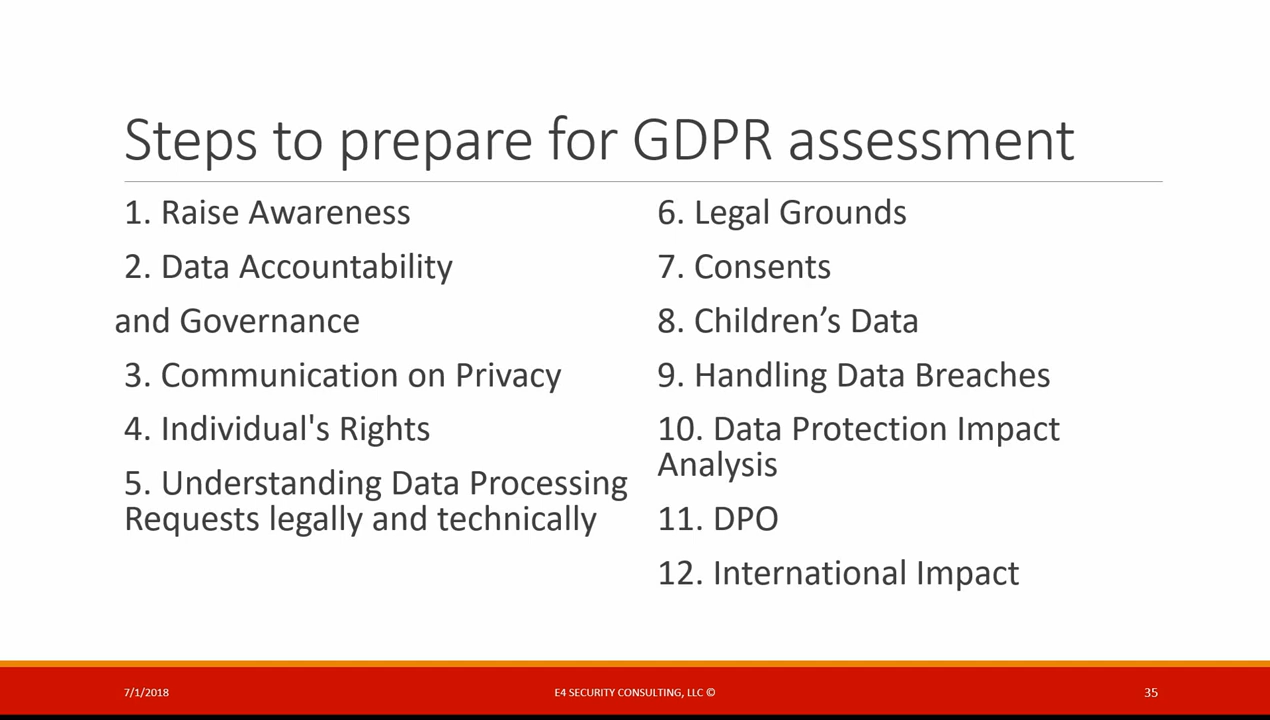 Steps to prepare for GDPR assessment
1. Raise Awareness
2. Data Accountability
and Governance
3. Communication on Privacy
4. Individual's Rights
5. Understanding Data Processing
Requests legally and technically
6. Legal Grounds
7. Consents
8. Children’s Data
9. Handling Data Breaches
10. Data Protection Impact
Analysis
11. DPO
12. International Impact
7/1/2018
E4 SECURITY CONSULTING, LLC ©
35